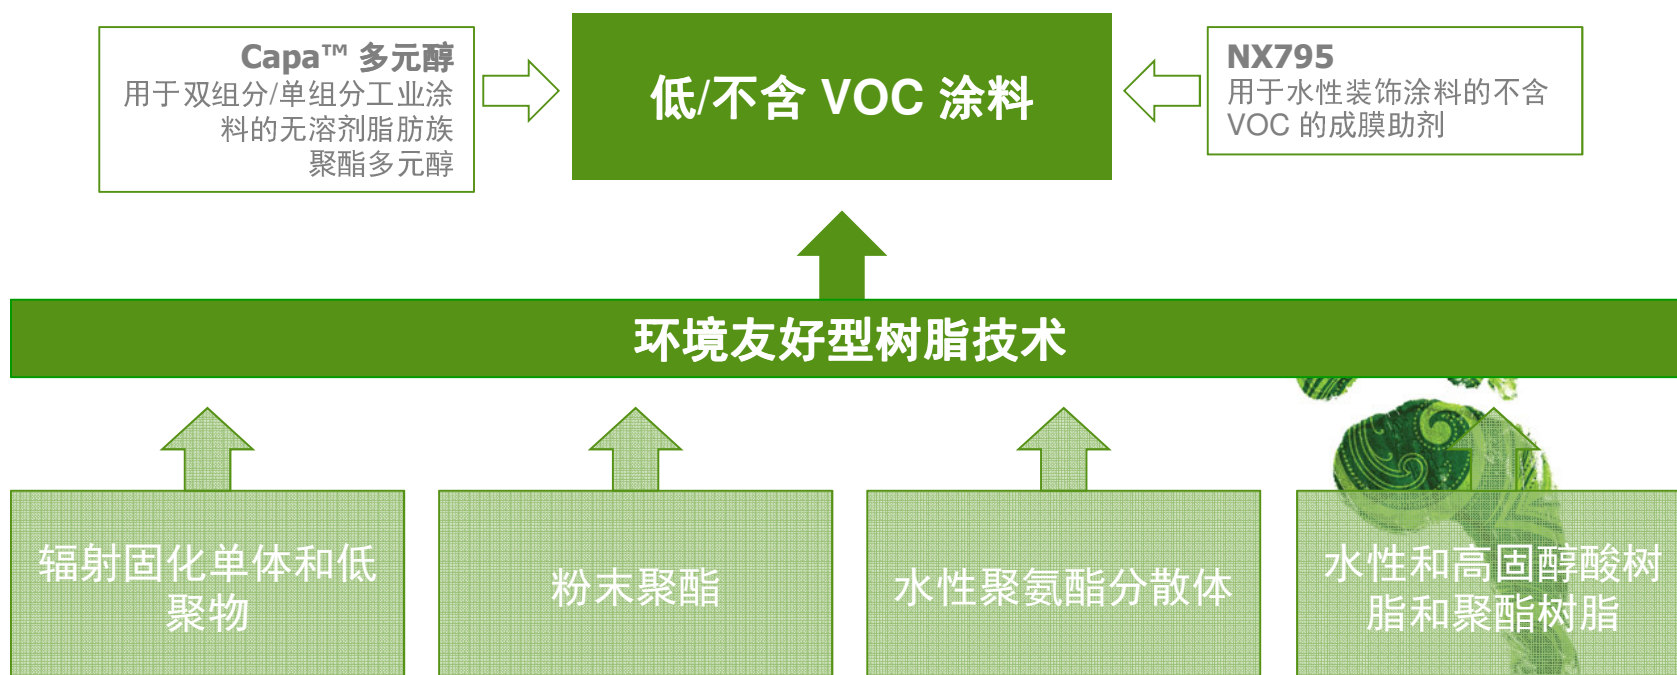 Capa™ 多元醇
用于双组分/单组分工业涂
料的无溶剂脂肪族
聚酯多元醇
低/不含 VOC 涂料
NX795
用于水性装饰涂料的不含
VOC 的成膜助剂
环境友好型树脂技术
辐射固化单体和低
聚物
粉末聚酯
水性聚氨酯分散体
水性和高固醇酸树
脂和聚酯树脂